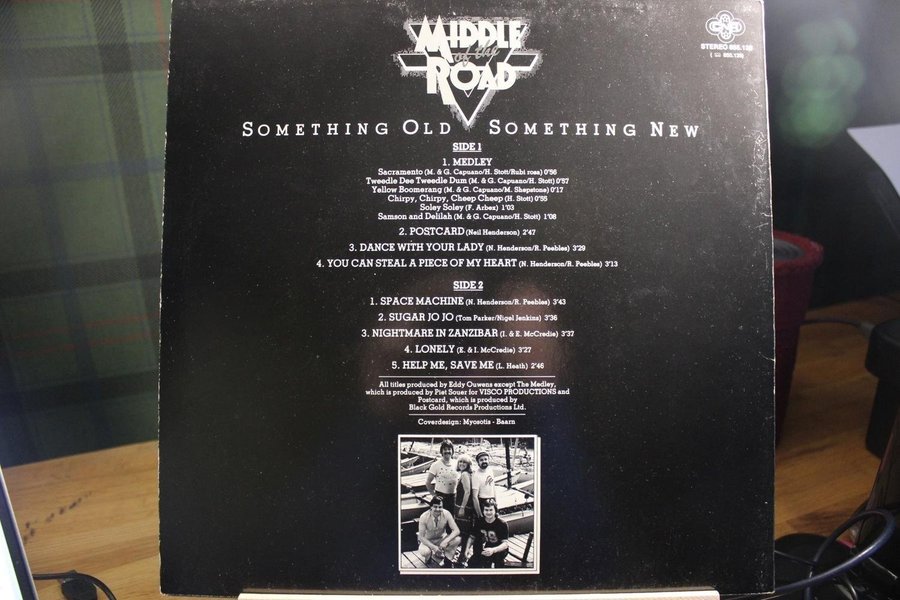 MIDDLE
of the
ROAD
STEREO 655.139
SOMETHING OLD SOMETHING NEW
SIDE 1
1. MEDLEY
Sacramento (M. & G. Capuano/H. Stott/Rubi rosa) 0'56
Tweedle Dee Tweedle Dum (M. & G. Capuano/H. Stott) 0'57
Yellow Boomerang (M. & G. Capuano/M. Shepstone) 0'17
Chirpy, Chirpy, Cheep Cheep (H. Stott) 0'55
Soley Soley (F. Arbex) 1'03
Samson and Delilah (M. & G. Capuano/H. Stott) 1'08
2. POSTCARD (Neil Henderson) 2'47
3. DANCE WITH YOUR LADY (N. Henderson/R. Peebles) 3'29
4. YOU CAN STEAL A PIECE OF MY HEART (N. Henderson/R. Peebles) 3'13
SIDE 2
1. SPACE MACHINE (N. Henderson/R. Peebles) 3'43
2. SUGAR JO JO (Tom Parker/Nigel Jenkins) 3'36
3. NIGHTMARE IN ZANZIBAR (I. & E. McCredie) 3'37
4. LONELY (E. & I. McCredie) 3'27
5. HELP ME, SAVE ME (L. Heath) 2'46
All titles produced by Eddy Ouwens except The Medley,
which is produced by Piet Souer for VISCO PRODUCTIONS and
Postcard, which is produced by
Black Gold Records Productions Ltd.
Coverdesign: Myosotis - Baarn